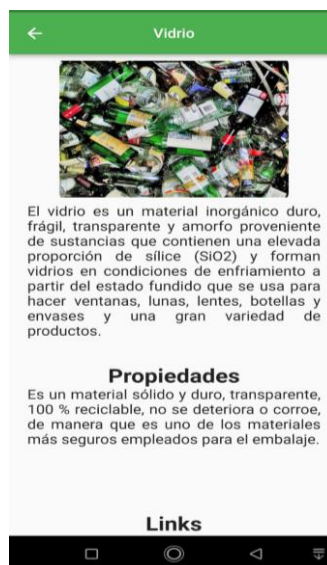 Vidrio
El vidrio es un material inorgánico duro,
frágil, transparente y amorfo proveniente
de sustancias que contienen una elevada
proporción de sílice (SiO2) y forman
vidrios en condiciones de enfriamiento a
partir del estado fundido que se usa para
hacer ventanas, lunas, lentes, botellas y
envases y una gran variedad de
productos.
Propiedades
Es un material sólido y duro, transparente,
100 % reciclable, no se deteriora o corroe,
de manera que es uno de los materiales
más seguros empleados para el embalaje.
Links